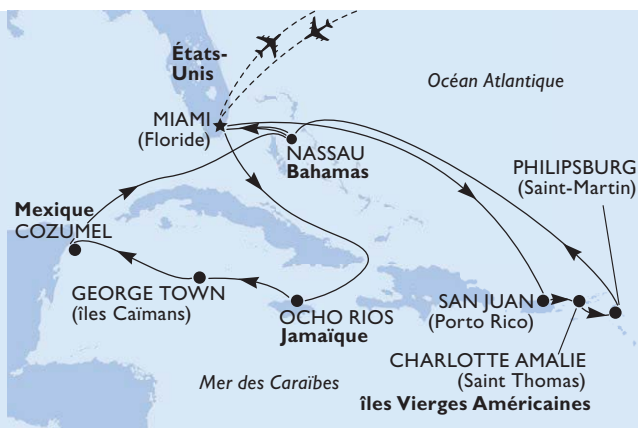 États-
Unis
Océan Atlantique
MIAMI
(Floride)
NASSAU
Bahamas
PHILIPSBURG
(Saint-Martin)
Mexique
COZUMEL
GEORGE TOWN
(îles Caïmans)
OCHO RIOS
Jamaïque
SAN JUAN
(Porto Rico)
CHARLOTTE AMALIE
(Saint Thomas)
îles Vierges Américaines
Mer des Caraïbes